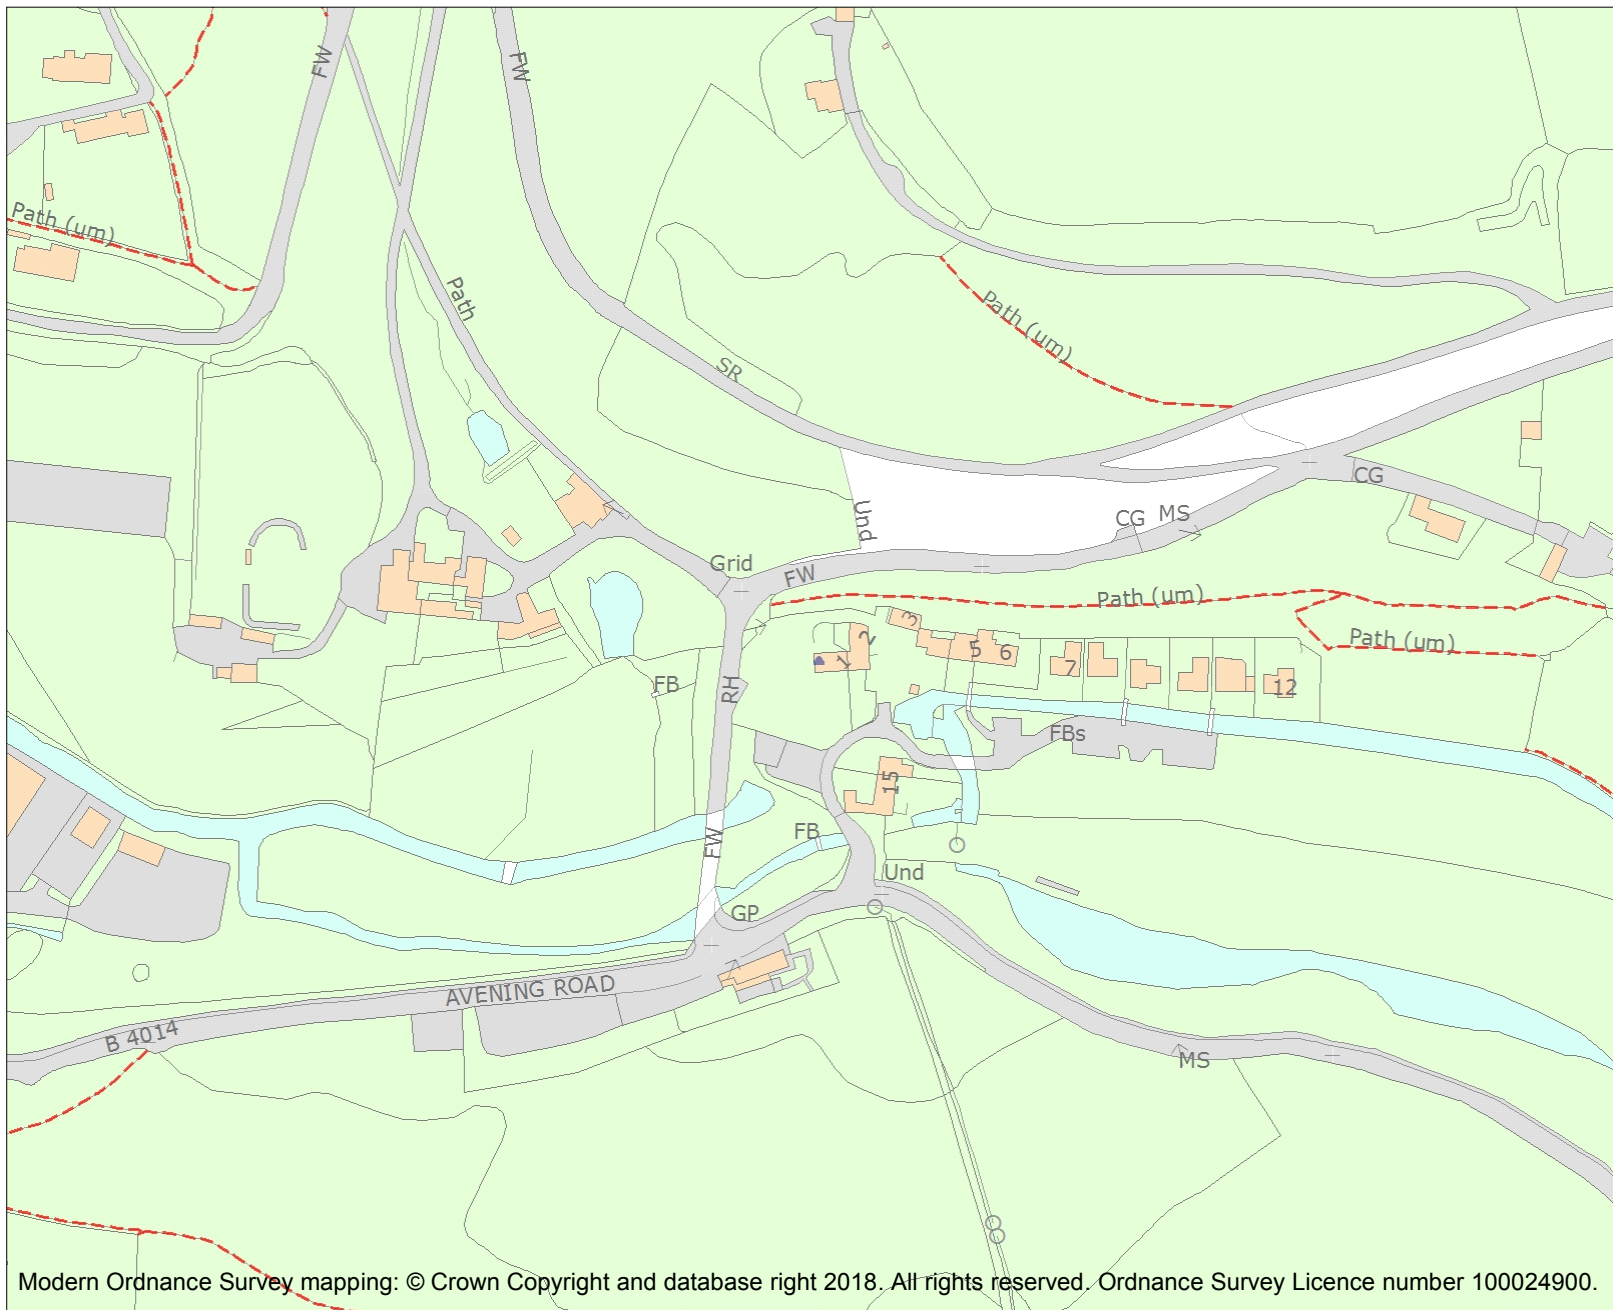 FW
FW
Path (um)
Path
Path (um)
SR
Und
CG
CG
MS
Grid
FW
Path (um)
Path (um)
1
2
3
5
6
7
12
FB
RH
FBs
15
FB
FW
Und
GP
AVENING ROAD
B 4014
MS
Modern Ordnance Survey mapping: © Crown Copyright and database right 2018. All rights reserved. Ordnance Survey Licence number 100024900.